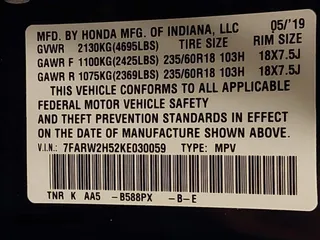 MFD. BY HONDA MFG. OF INDIANA, LLC 05/'19
GVWR 2130KG(4695LBS) TIRE SIZE RIM SIZE
GAWR F 1100KG(2425LBS) 235/60R18 103H 18X7.5J
GAWR R 1075KG(2369LBS) 235/60R18 103H 18X7.5J
THIS VEHICLE CONFORMS TO ALL APPLICABLE
FEDERAL MOTOR VEHICLE SAFETY
AND THEFT PREVENTION STANDARDS IN EFFECT
ON THE DATE OF MANUFACTURE SHOWN ABOVE.
V.I.N.: 7FARW2H52KE030059 TYPE: MPV
TNR K AA5 -B588PX -B-E